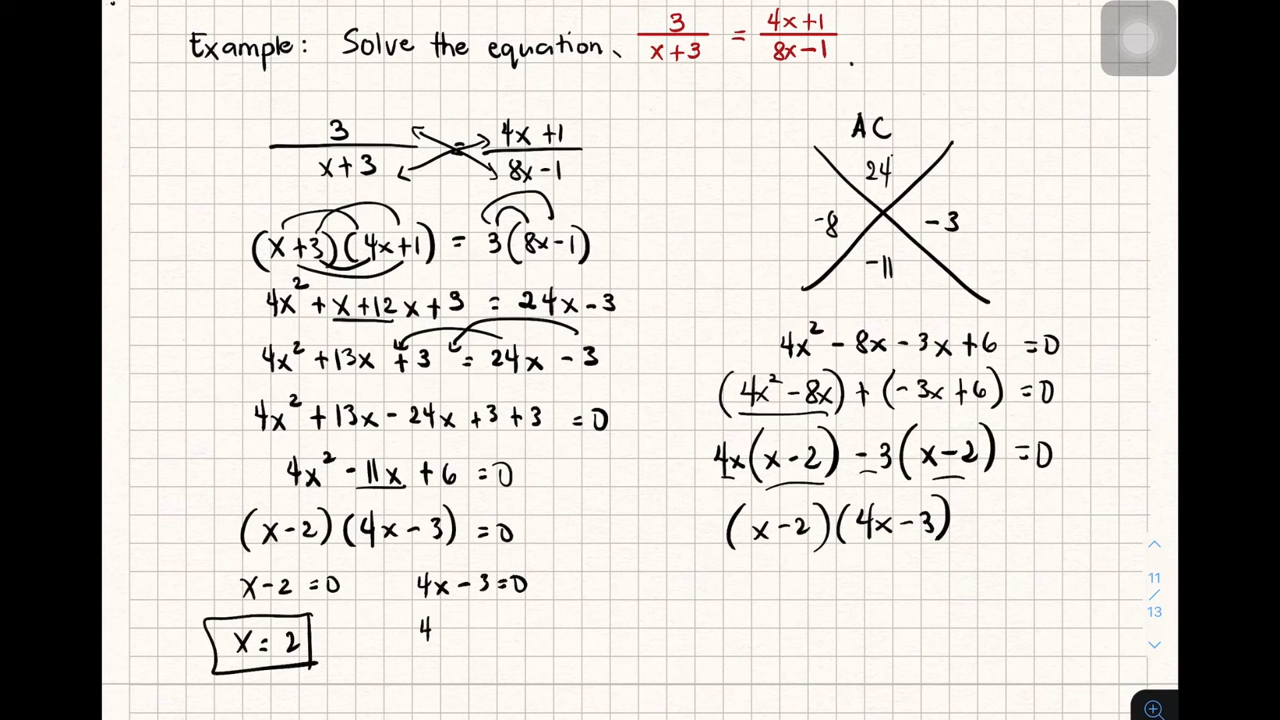 Example: Solve the equation, 3/(x+3) = (4x+1)/(8x-1).
3/(x+3) = (4x+1)/(8x-1)
(x+3)(4x+1) = 3(8x-1)
4x² + x+12x+3 = 24x-3
4x² +13x +3 = 24x -3
4x² +13x - 24x +3 +3 =0
4x² -11x +6 =0
(x-2)(4x-3) =0
x-2 =0 4x-3=0
x= 2 4
AC
24
-8 -3
-11
4x² - 8x - 3x +6 =0
(4x² -8x) + (-3x+6) =0
4x(x-2) -3(x-2) =0
(x-2)(4x-3)
11
/
13